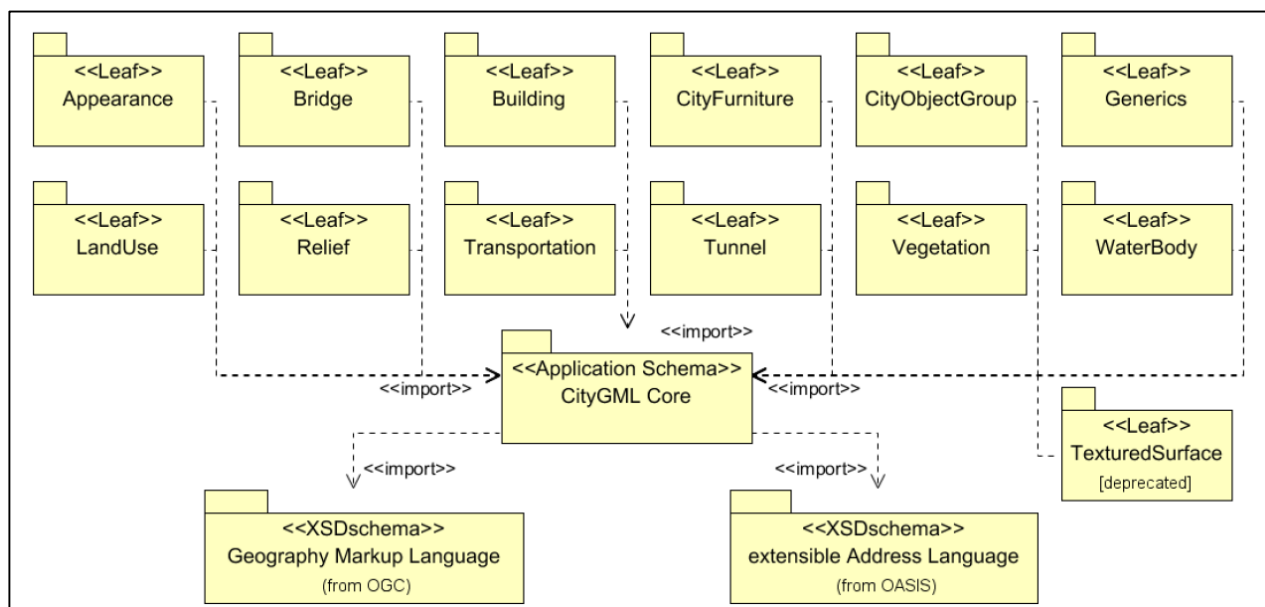 <<Leaf>>
Appearance
<<Leaf>>
Bridge
<<Leaf>>
Building
<<Leaf>>
CityFurniture
<<Leaf>>
CityObjectGroup
<<Leaf>>
Generics
<<Leaf>>
LandUse
<<Leaf>>
Relief
<<Leaf>>
Transportation
<<Leaf>>
Tunnel
<<Leaf>>
Vegetation
<<Leaf>>
WaterBody
<<import>>
<<import>>
<<Application Schema>>
CityGML Core
<<import>>
<<Leaf>>
TexturedSurface
[deprecated]
<<import>>
<<import>>
<<XSDschema>>
Geography Markup Language
(from OGC)
<<XSDschema>>
extensible Address Language
(from OASIS)